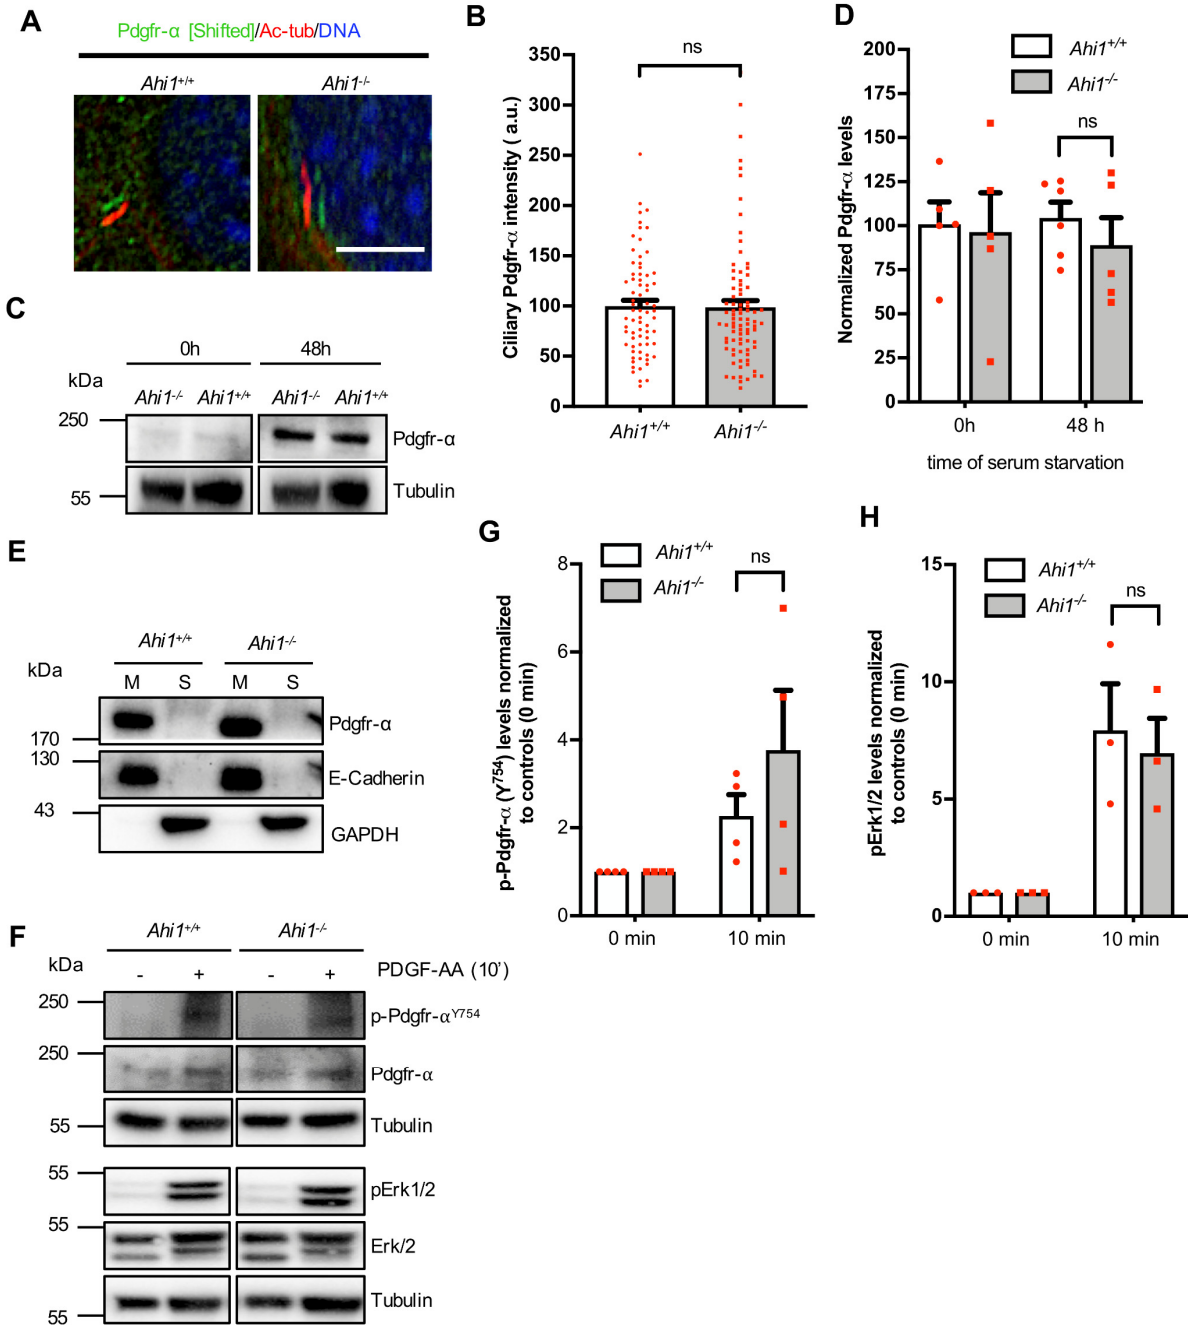 A
Pdgfr-α [Shifted]/Ac-tub/DNA
Ahi1+/+
Ahi1-/-
B
Ciliary Pdgfr-α intensity ( a.u.)
350
300
250
200
150
100
50
0
ns
Ahi1+/+
Ahi1-/-
C
0h
48h
kDa
Ahi1-/-
Ahi1+/+
Ahi1-/-
Ahi1+/+
250
Pdgfr-α
55
Tubulin
D
Normalized Pdgfr-α levels
200
175
150
125
100
75
50
25
0
Ahi1+/+
Ahi1-/-
ns
0h
48 h
time of serum starvation
E
Ahi1+/+
Ahi1-/-
kDa
M
S
M
S
Pdgfr-α
170
130
E-Cadherin
43
GAPDH
F
Ahi1+/+
Ahi1-/-
kDa
-
+
-
+
PDGF-AA (10’)
250
p-Pdgfr-αY754
250
Pdgfr-α
55
Tubulin
55
pErk1/2
55
Erk/2
55
Tubulin
G
p-Pdgfr-α (Y754) levels normalized
to controls (0 min)
8
6
4
2
0
Ahi1+/+
Ahi1-/-
ns
0 min
10 min
H
pErk1/2 levels normalized
to controls (0 min)
15
10
5
0
Ahi1+/+
Ahi1-/-
ns
0 min
10 min